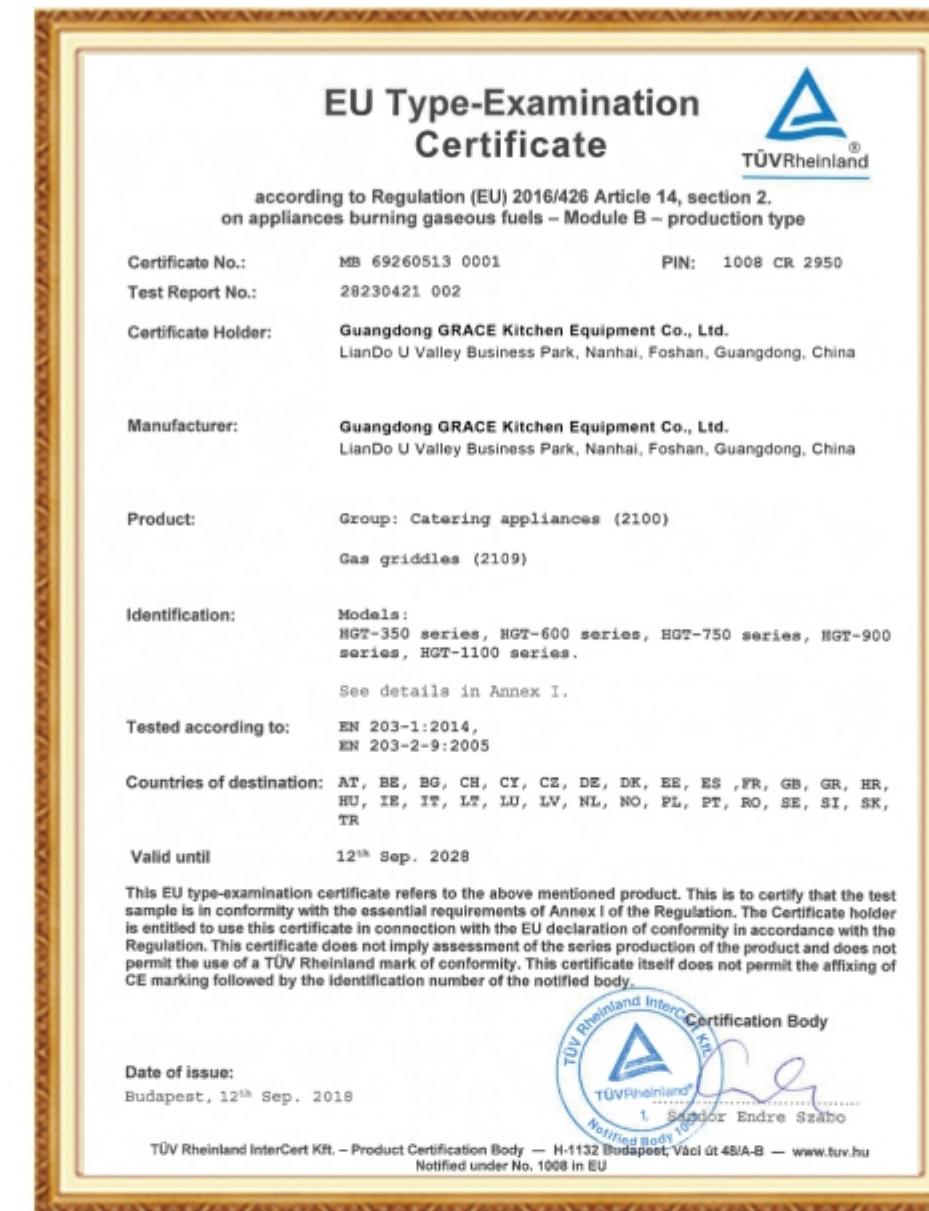 EU Type-Examination
Certificate
TÜVRheinland®
according to Regulation (EU) 2016/426 Article 14, section 2.
on appliances burning gaseous fuels – Module B – production type
Certificate No.: MB 69260513 0001 PIN: 1008 CR 2950
Test Report No.: 28230421 002
Certificate Holder: Guangdong GRACE Kitchen Equipment Co., Ltd.
LianDo U Valley Business Park, Nanhai, Foshan, Guangdong, China
Manufacturer: Guangdong GRACE Kitchen Equipment Co., Ltd.
LianDo U Valley Business Park, Nanhai, Foshan, Guangdong, China
Product: Group: Catering appliances (2100)
Gas griddles (2109)
Identification: Models:
HGT-350 series, HGT-600 series, HGT-750 series, HGT-900
series, HGT-1100 series.
See details in Annex I.
Tested according to: EN 203-1:2014,
EN 203-2-9:2005
Countries of destination: AT, BE, BG, CH, CY, CZ, DE, DK, EE, ES ,FR, GB, GR, HR,
HU, IE, IT, LT, LU, LV, NL, NO, PL, PT, RO, SE, SI, SK,
TR
Valid until 12th Sep. 2028
This EU type-examination certificate refers to the above mentioned product. This is to certify that the test
sample is in conformity with the essential requirements of Annex I of the Regulation. The Certificate holder
is entitled to use this certificate in connection with the EU declaration of conformity in accordance with the
Regulation. This certificate does not imply assessment of the series production of the product and does not
permit the use of a TÜV Rheinland mark of conformity. This certificate itself does not permit the affixing of
CE marking followed by the identification number of the notified body.
TÜV Rheinland InterCert Kft.
TÜVRheinland®
1.
Notified Body 1008
Certification Body
Date of issue:
Budapest, 12th Sep. 2018
Sándor Endre Szabo
TÜV Rheinland InterCert Kft. – Product Certification Body — H-1132 Budapest, Váci út 48/A-B — www.tuv.hu
Notified under No. 1008 in EU